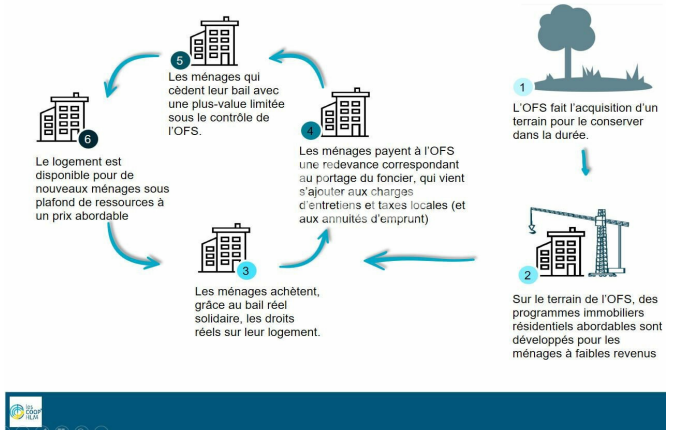 1
L'OFS fait l'acquisition d'un
terrain pour le conserver
dans la durée.
2
Sur le terrain de l'OFS, des
programmes immobiliers
résidentiels abordables sont
développés pour les
ménages à faibles revenus
3
Les ménages achètent,
grâce au bail réel
solidaire, les droits
réels sur leur logement.
4
Les ménages payent à l'OFS
une redevance correspondant
au portage du foncier, qui vient
s'ajouter aux charges
d'entretiens et taxes locales (et
aux annuités d'emprunt)
5
Les ménages qui
cèdent leur bail avec
une plus-value limitée
sous le contrôle de
l'OFS.
6
Le logement est
disponible pour de
nouveaux ménages sous
plafond de ressources à
un prix abordable
les
COOP'
HLM